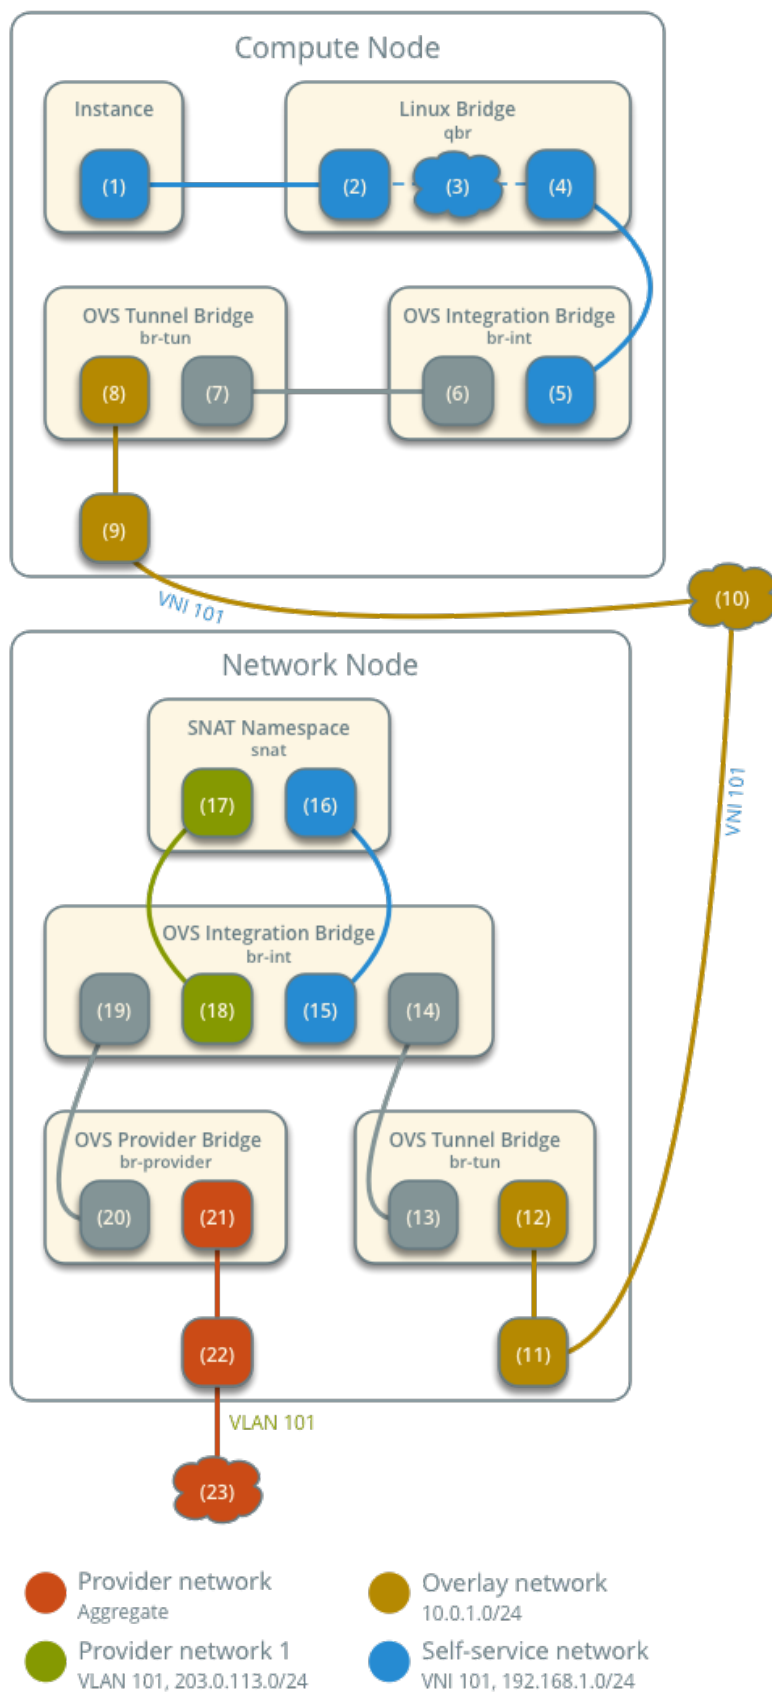 Compute Node
Instance
Linux Bridge
qbr
(1)
(2)
(3)
(4)
OVS Tunnel Bridge
br-tun
OVS Integration Bridge
br-int
(8)
(7)
(6)
(5)
(9)
VNI 101
(10)
Network Node
SNAT Namespace
snat
(17)
(16)
VNI 101
OVS Integration Bridge
br-int
(19)
(18)
(15)
(14)
OVS Provider Bridge
br-provider
OVS Tunnel Bridge
br-tun
(20)
(21)
(13)
(12)
(22)
(11)
VLAN 101
(23)
Provider network
Aggregate
Overlay network
10.0.1.0/24
Provider network 1
VLAN 101, 203.0.113.0/24
Self-service network
VNI 101, 192.168.1.0/24